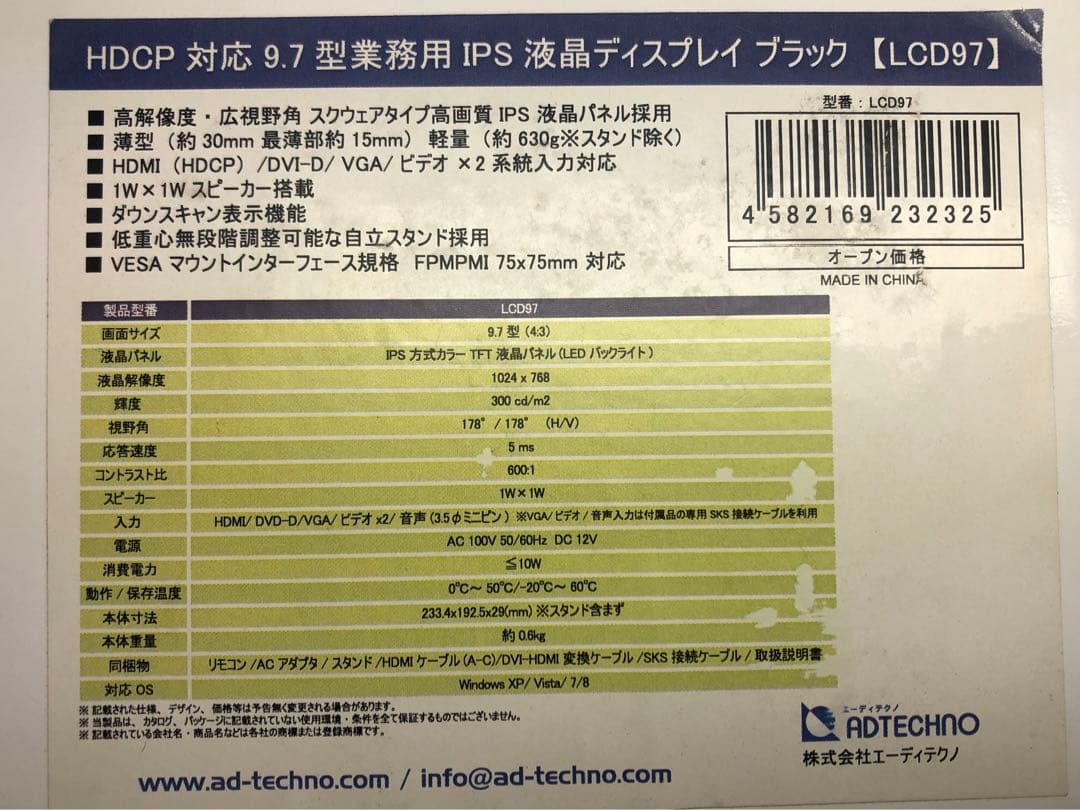 HDCP 対応 9.7 型業務用 IPS 液晶ディスプレイ ブラック 【LCD97】
■ 高解像度・広視野角 スクウェアタイプ高画質 IPS 液晶パネル採用
■ 薄型 (約 30mm 最薄部約 15mm) 軽量 (約 630g※スタンド除く)
■ HDMI (HDCP) /DVI-D/ VGA/ ビデオ ×2 系統入力対応
■ 1W×1W スピーカー搭載
■ ダウンスキャン表示機能
■ 低重心無段階調整可能な自立スタンド採用
■ VESA マウントインターフェース規格 FPMPMI 75x75mm 対応
型番 : LCD97
4 582169 232325
オープン価格
MADE IN CHINA
製品型番 LCD97
画面サイズ 9.7 型 (4:3)
液晶パネル IPS 方式カラー TFT 液晶パネル (LED バックライト)
液晶解像度 1024 x 768
輝度 300 cd/m2
視野角 178° / 178° (H/V)
応答速度 5 ms
コントラスト比 600:1
スピーカー 1W×1W
入力 HDMI/ DVD-D/VGA/ ビデオ x2/ 音声 (3.5φミニピン) ※VGA/ ビデオ / 音声入力は付属品の専用 SKS 接続ケーブルを利用
電源 AC 100V 50/60Hz DC 12V
消費電力 ≦10W
動作 / 保存温度 0℃～ 50℃/-20℃～ 60℃
本体寸法 233.4x192.5x29(mm) ※スタンド含まず
本体重量 約 0.6kg
同梱物 リモコン /AC アダプタ / スタンド /HDMI ケーブル (A-C)/DVI-HDMI 変換ケーブル /SKS 接続ケーブル / 取扱説明書
対応 OS Windows XP/ Vista/ 7/8
※ 記載された仕様、デザイン、価格等は予告無く変更される場合があります。
※ 当製品は、カタログ、パッケージに記載されていない使用環境・条件を全て保証するものではございません。
※ 記載されている会社名・商品名などは各社の商標または登録商標です。
エーディテクノ
ADTECHNO
株式会社エーディテクノ
www.ad-techno.com / info@ad-techno.com